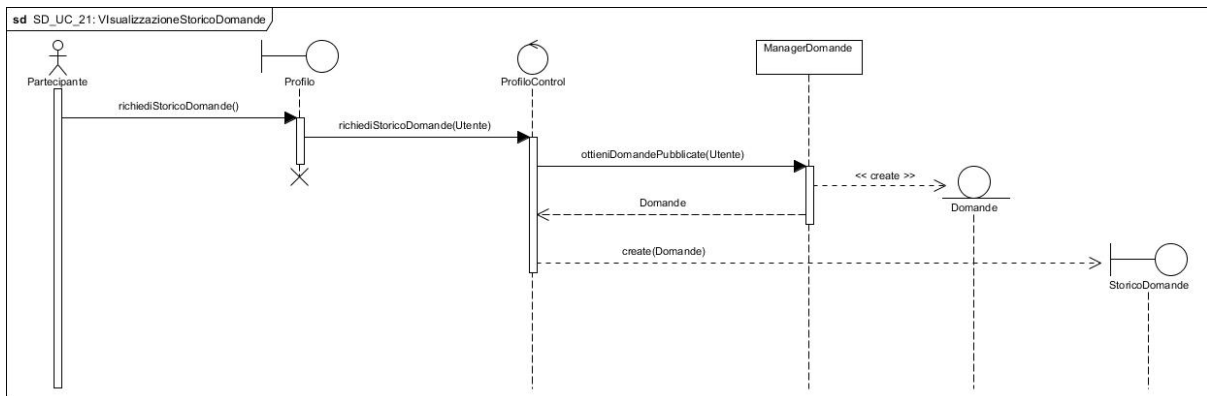 sd SD_UC_21: VIsualizzazioneStoricoDomande
ManagerDomande
Partecipante
Profilo
ProfiloControl
richiediStoricoDomande()
richiediStoricoDomande(Utente)
ottieniDomandePubblicate(Utente)
<< create >>
Domande
Domande
create(Domande)
StoricoDomande